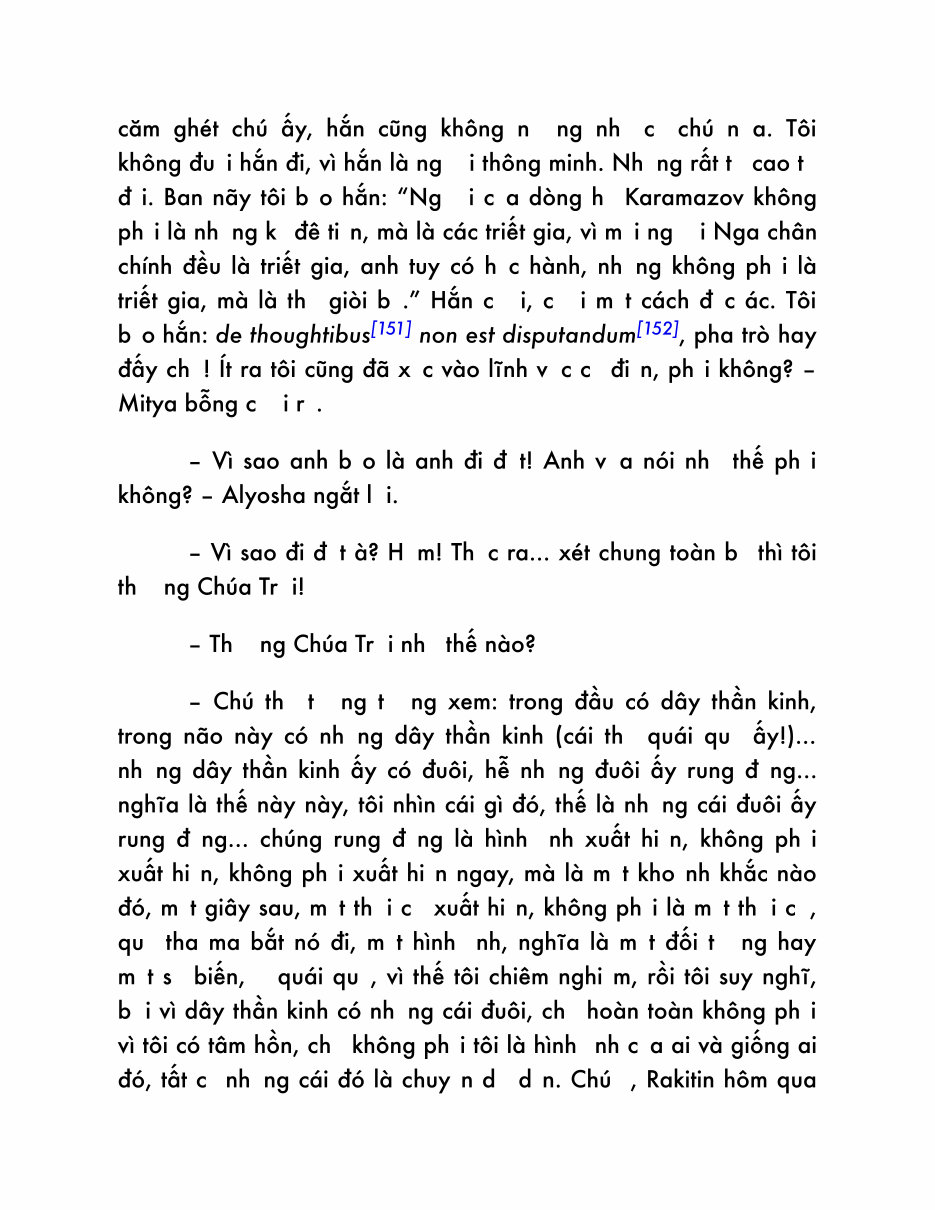 căm ghét chú ấy, hắn cũng không n ng nh c chú n a. Tôi
không đu i hắn đi, vì hắn là ng i thông minh. Nh ng rất t cao t
đ i. Ban nãy tôi b o hắn: “Ng i c a dòng h Karamazov không
ph i là nh ng k đê ti n, mà là các triết gia, vì m i ng i Nga chân
chính đều là triết gia, anh tuy có h c hành, nh ng không ph i là
triết gia, mà là th giòi b .” Hắn c i, c i m t cách đ c ác. Tôi
b o hắn: de thoughtibus[151] non est disputandum[152], pha trò hay
đấy ch ! Ít ra tôi cũng đã x c vào lĩnh v c c đi n, ph i không? –
Mitya bỗng c i r .
– Vì sao anh b o là anh đi đ t! Anh v a nói nh thế ph i
không? – Alyosha ngắt l i.
– Vì sao đi đ t à? H m! Th c ra... xét chung toàn b thì tôi
th ng Chúa Tr i!
– Th ng Chúa Tr i nh thế nào?
– Chú th t ng t ng xem: trong đầu có dây thần kinh,
trong não này có nh ng dây thần kinh (cái th quái qu ấy!)...
nh ng dây thần kinh ấy có đuôi, hễ nh ng đuôi ấy rung đ ng...
nghĩa là thế này này, tôi nhìn cái gì đó, thế là nh ng cái đuôi ấy
rung đ ng... chúng rung đ ng là hình nh xuất hi n, không ph i
xuất hi n, không ph i xuất hi n ngay, mà là m t kho nh khắc nào
đó, m t giây sau, m t th i c xuất hi n, không ph i là m t th i c ,
qu tha ma bắt nó đi, m t hình nh, nghĩa là m t đối t ng hay
m t s biến, quái qu , vì thế tôi chiêm nghi m, rồi tôi suy nghĩ,
b i vì dây thần kinh có nh ng cái đuôi, ch hoàn toàn không ph i
vì tôi có tâm hồn, ch không ph i tôi là hình nh c a ai và giống ai
đó, tất c nh ng cái đó là chuy n d d n. Chú , Rakitin hôm qua